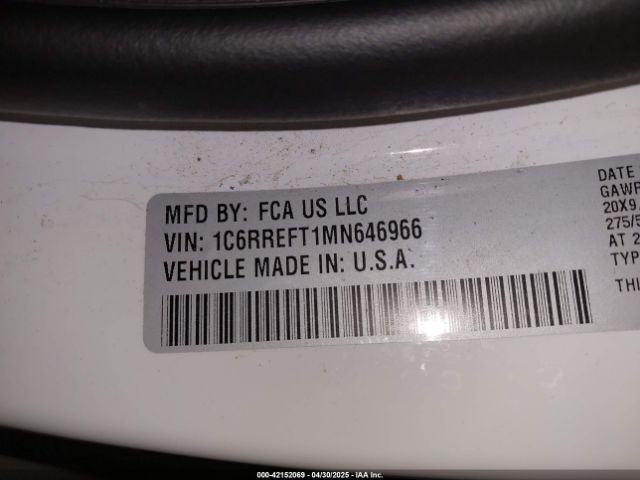 MFD BY: FCA US LLC
VIN: 1C6RREFT1MN646966
VEHICLE MADE IN: U.S.A.
DATE
GAWR
20X9.
275/5
AT 2
TYP
THI
000-42152069 - 04/30/2025 - IAA Inc.